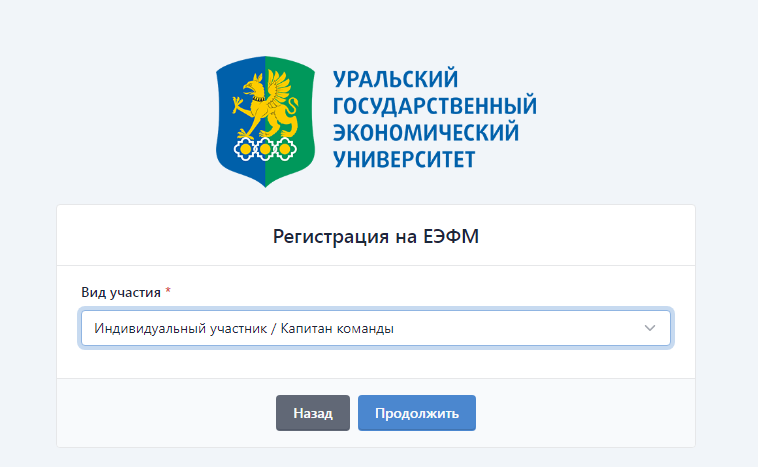 УРАЛЬСКИЙ
ГОСУДАРСТВЕННЫЙ
ЭКОНОМИЧЕСКИЙ
УНИВЕРСИТЕТ
Регистрация на ЕЭФМ
Вид участия *
Индивидуальный участник / Капитан команды
Назад Продолжить